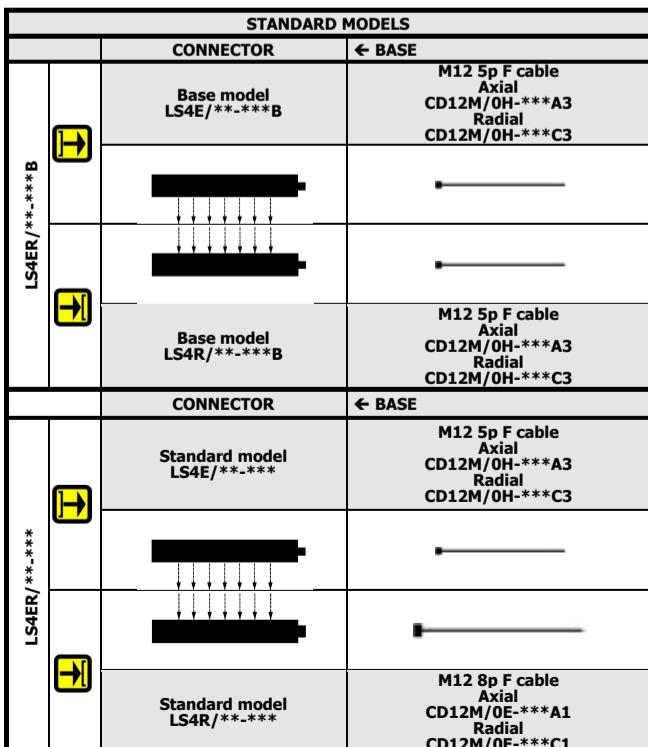 STANDARD MODELS
CONNECTOR
← BASE
LS4ER/**-***B
Base model
LS4E/**-***B
M12 5p F cable
Axial
CD12M/0H-***A3
Radial
CD12M/0H-***C3
Base model
LS4R/**-***B
M12 5p F cable
Axial
CD12M/0H-***A3
Radial
CD12M/0H-***C3
CONNECTOR
← BASE
LS4ER/**-***
Standard model
LS4E/**-***
M12 5p F cable
Axial
CD12M/0H-***A3
Radial
CD12M/0H-***C3
Standard model
LS4R/**-***
M12 8p F cable
Axial
CD12M/0E-***A1
Radial
CD12M/0E-***C1